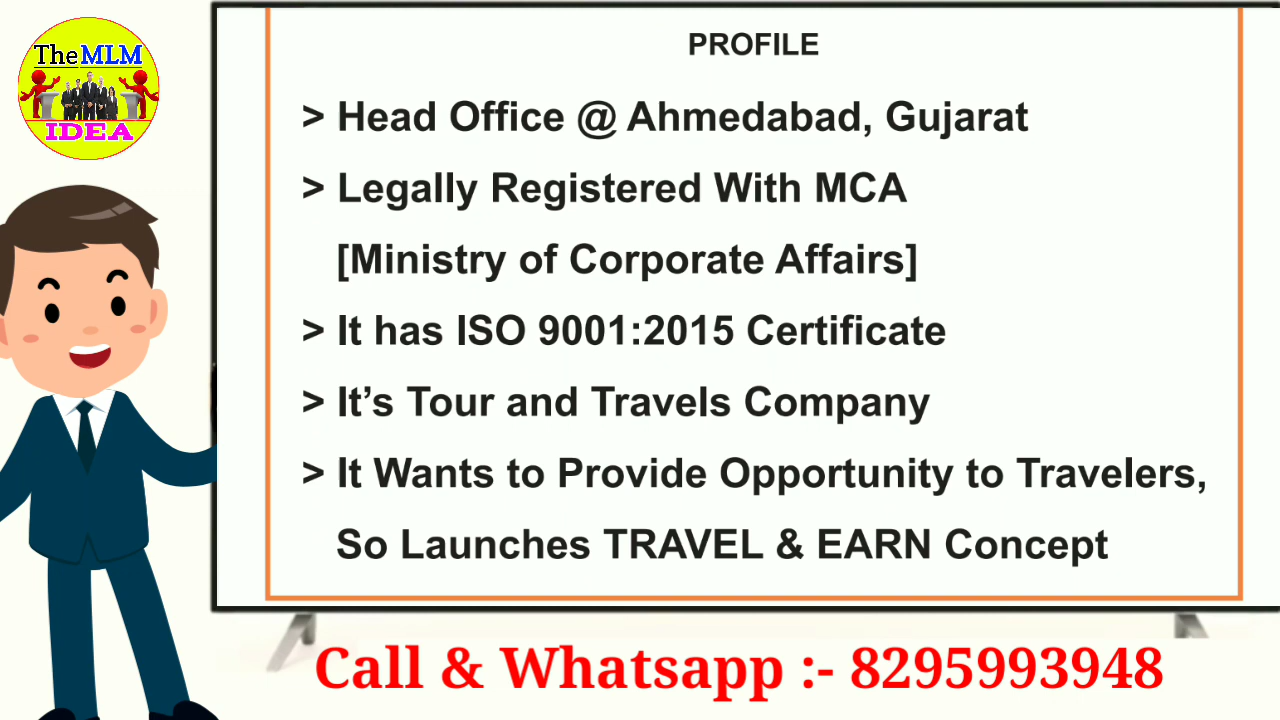 The MLM
IDEA
PROFILE
> Head Office @ Ahmedabad, Gujarat
> Legally Registered With MCA
[Ministry of Corporate Affairs]
> It has ISO 9001:2015 Certificate
> It’s Tour and Travels Company
> It Wants to Provide Opportunity to Travelers,
So Launches TRAVEL & EARN Concept
Call & Whatsapp :- 8295993948